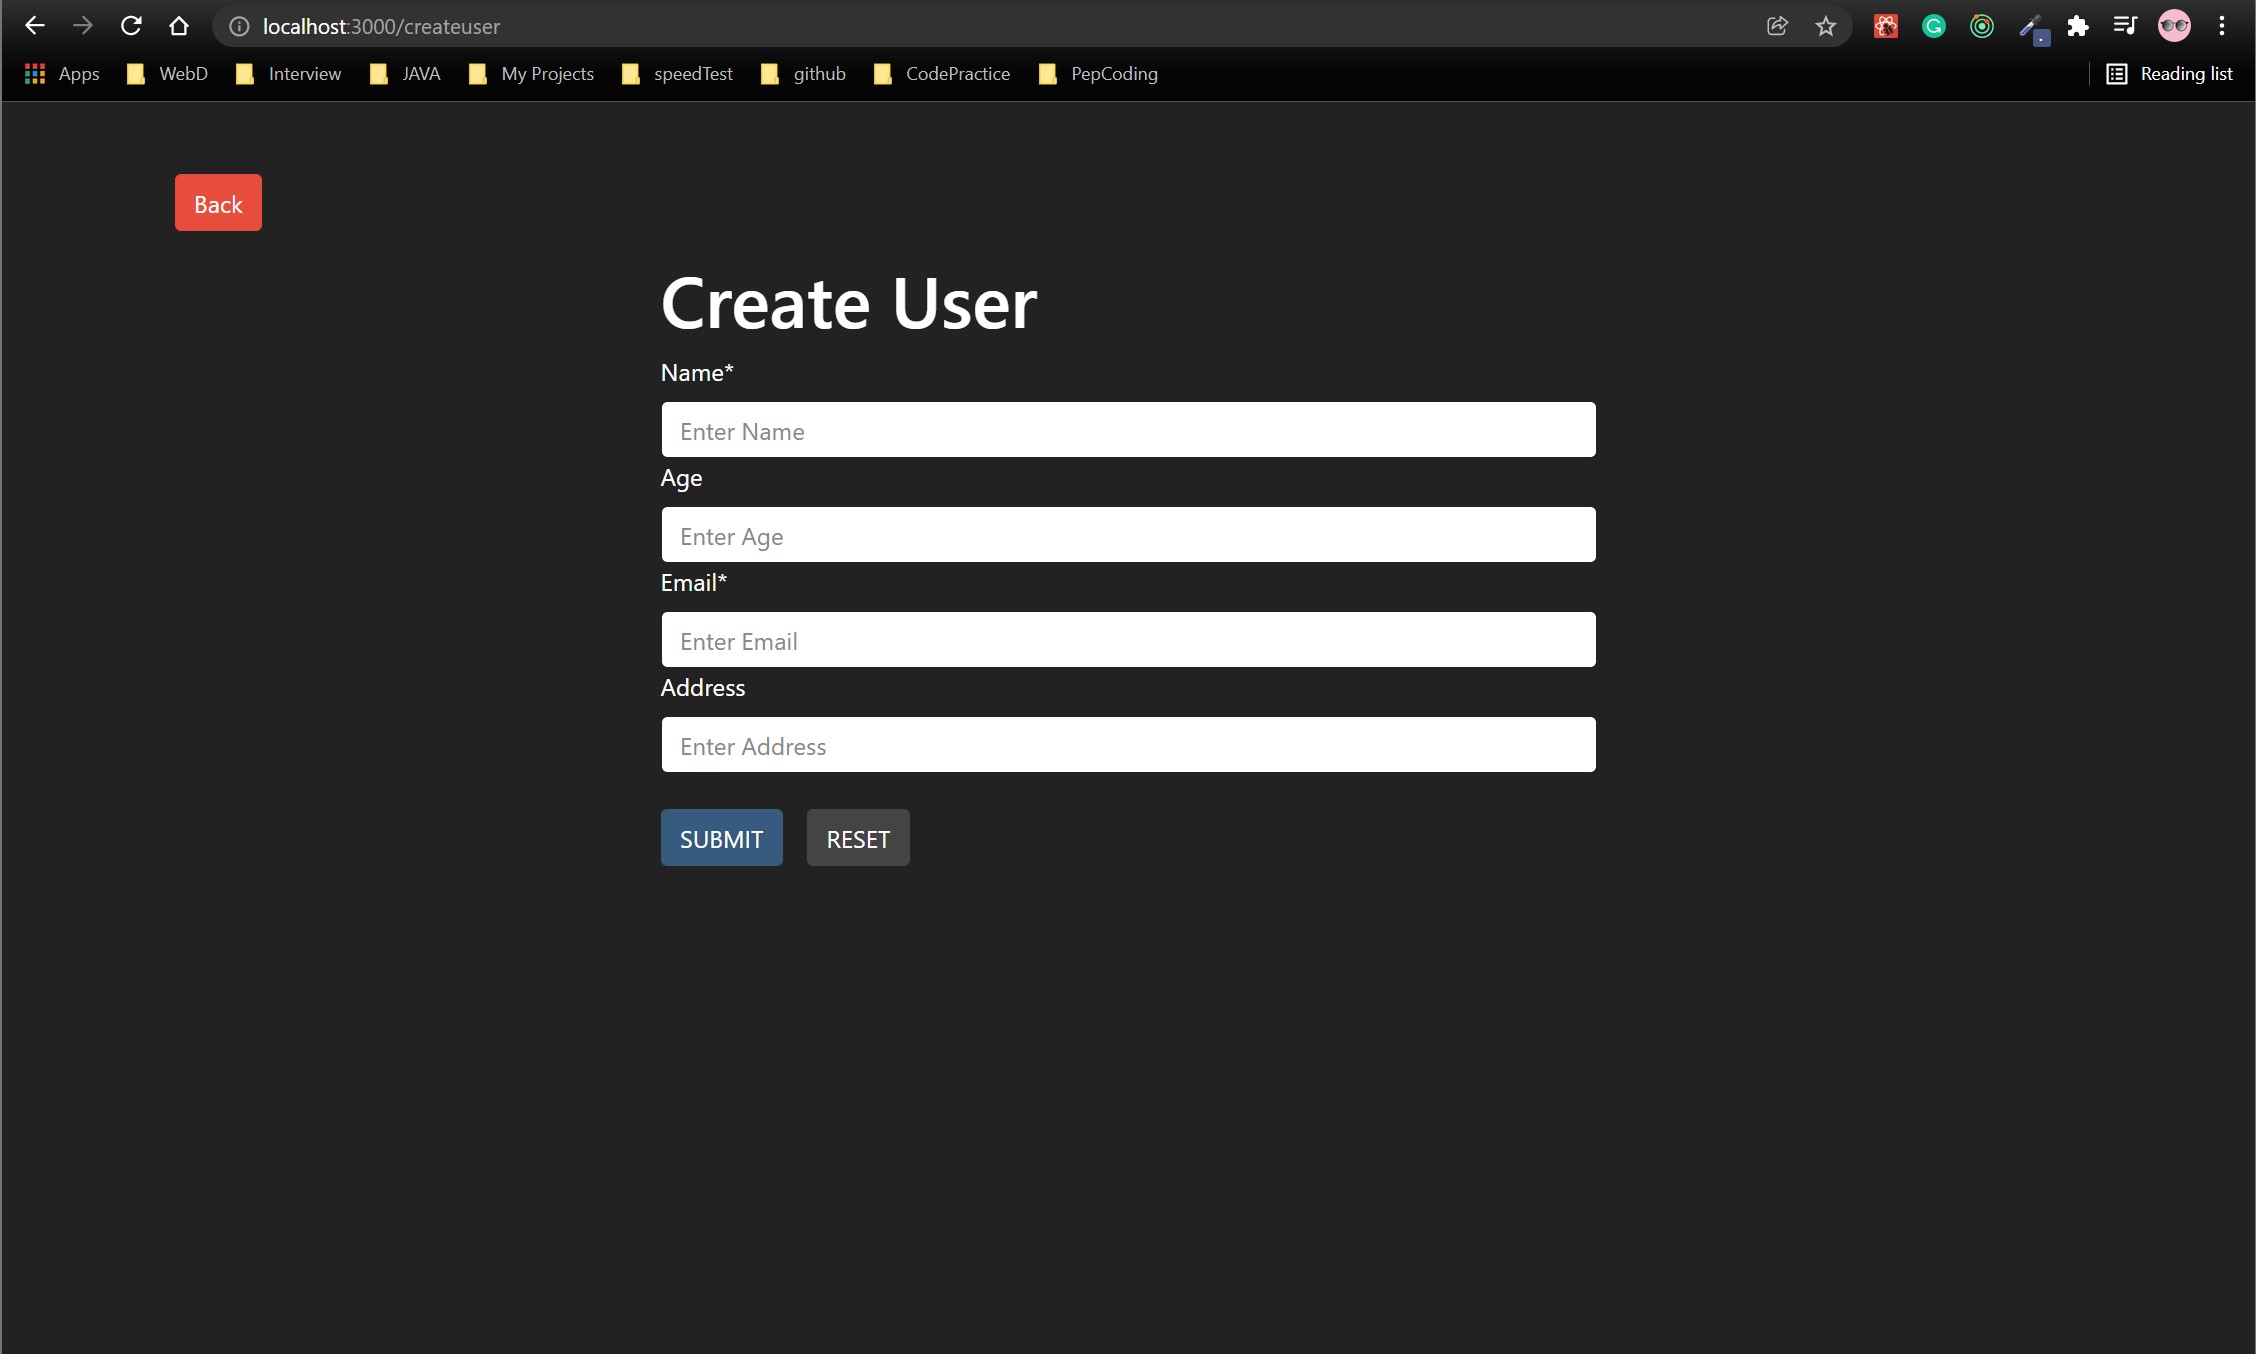 localhost:3000/createuser
Apps WebD Interview JAVA My Projects speedTest github CodePractice PepCoding Reading list
Back
Create User
Name*
Enter Name
Age
Enter Age
Email*
Enter Email
Address
Enter Address
SUBMIT RESET